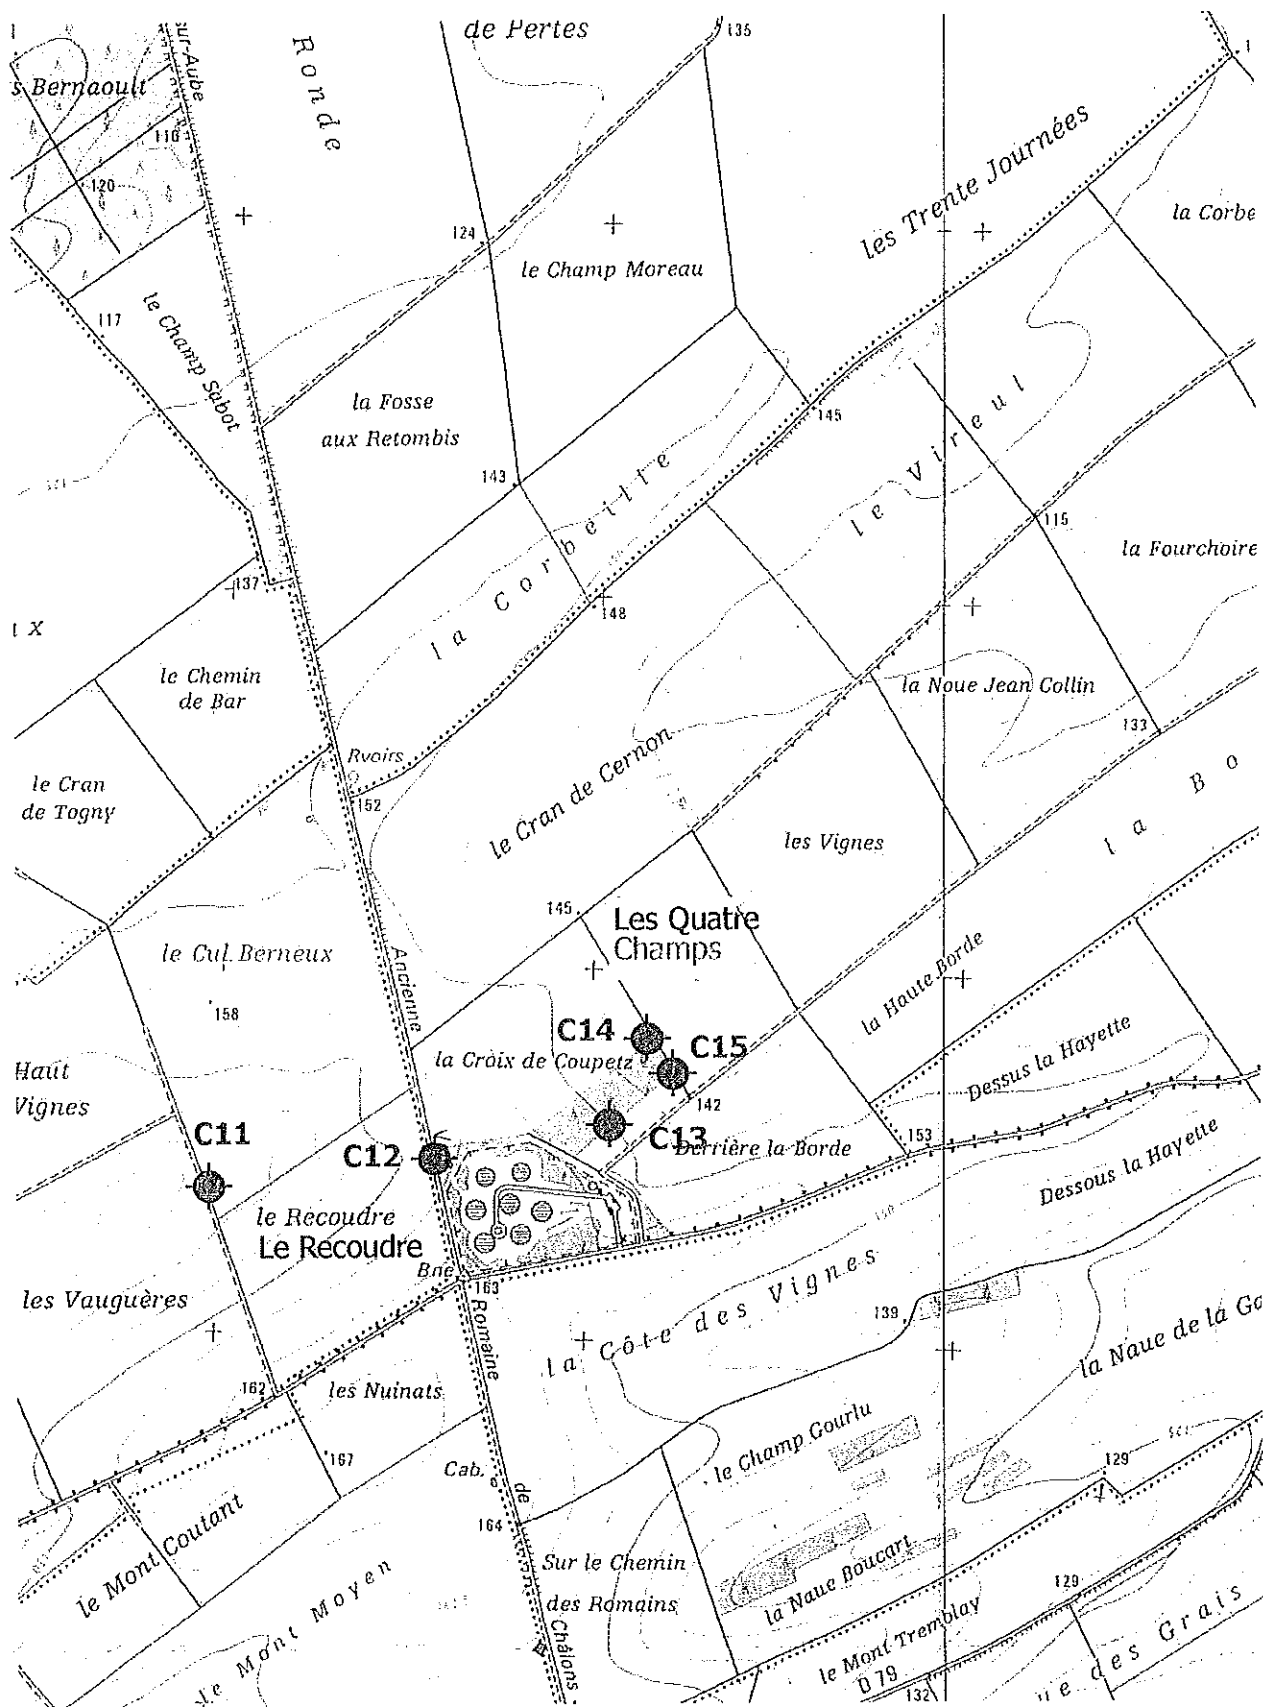 de Pertes
135
sur-Aube
Ronde
s Bernaoult
116
120
les Trente Journées
la Corbe
124
le Champ Moreau
117
le Champ Sabot
la Fosse
aux Retombis
145
143
la Corbeille
le Vireul
115
la Fourchoire
137
148
le Chemin
de Bar
la Noue Jean Collin
133
Rvoirs
152
le Cran
de Togny
le Cran de Cernon
les Vignes
la Bo
145
Les Quatre
Champs
le Cul Berneux
158
Ancienne
la Haute Borde
C14
C15
la Croix de Coupetz
Dessus la Hayette
Haut
Vignes
142
C11
C12
C13
Derrière la Borde
153
Dessous la Hayette
le Recoudre
Le Recoudre
Bne
163
150
les Vauguères
Romaine
la Côte des Vignes
139
la Naue de la Ga
162
les Nuinats
167
le Champ Gourlu
129
Cab.
de
164
le Mont Coutant
Sur le Chemin
des Romains
la Naue Boucart
129
le Mont Moyen
Châlons
le Mont Tremblay
D 79
132
des Grais